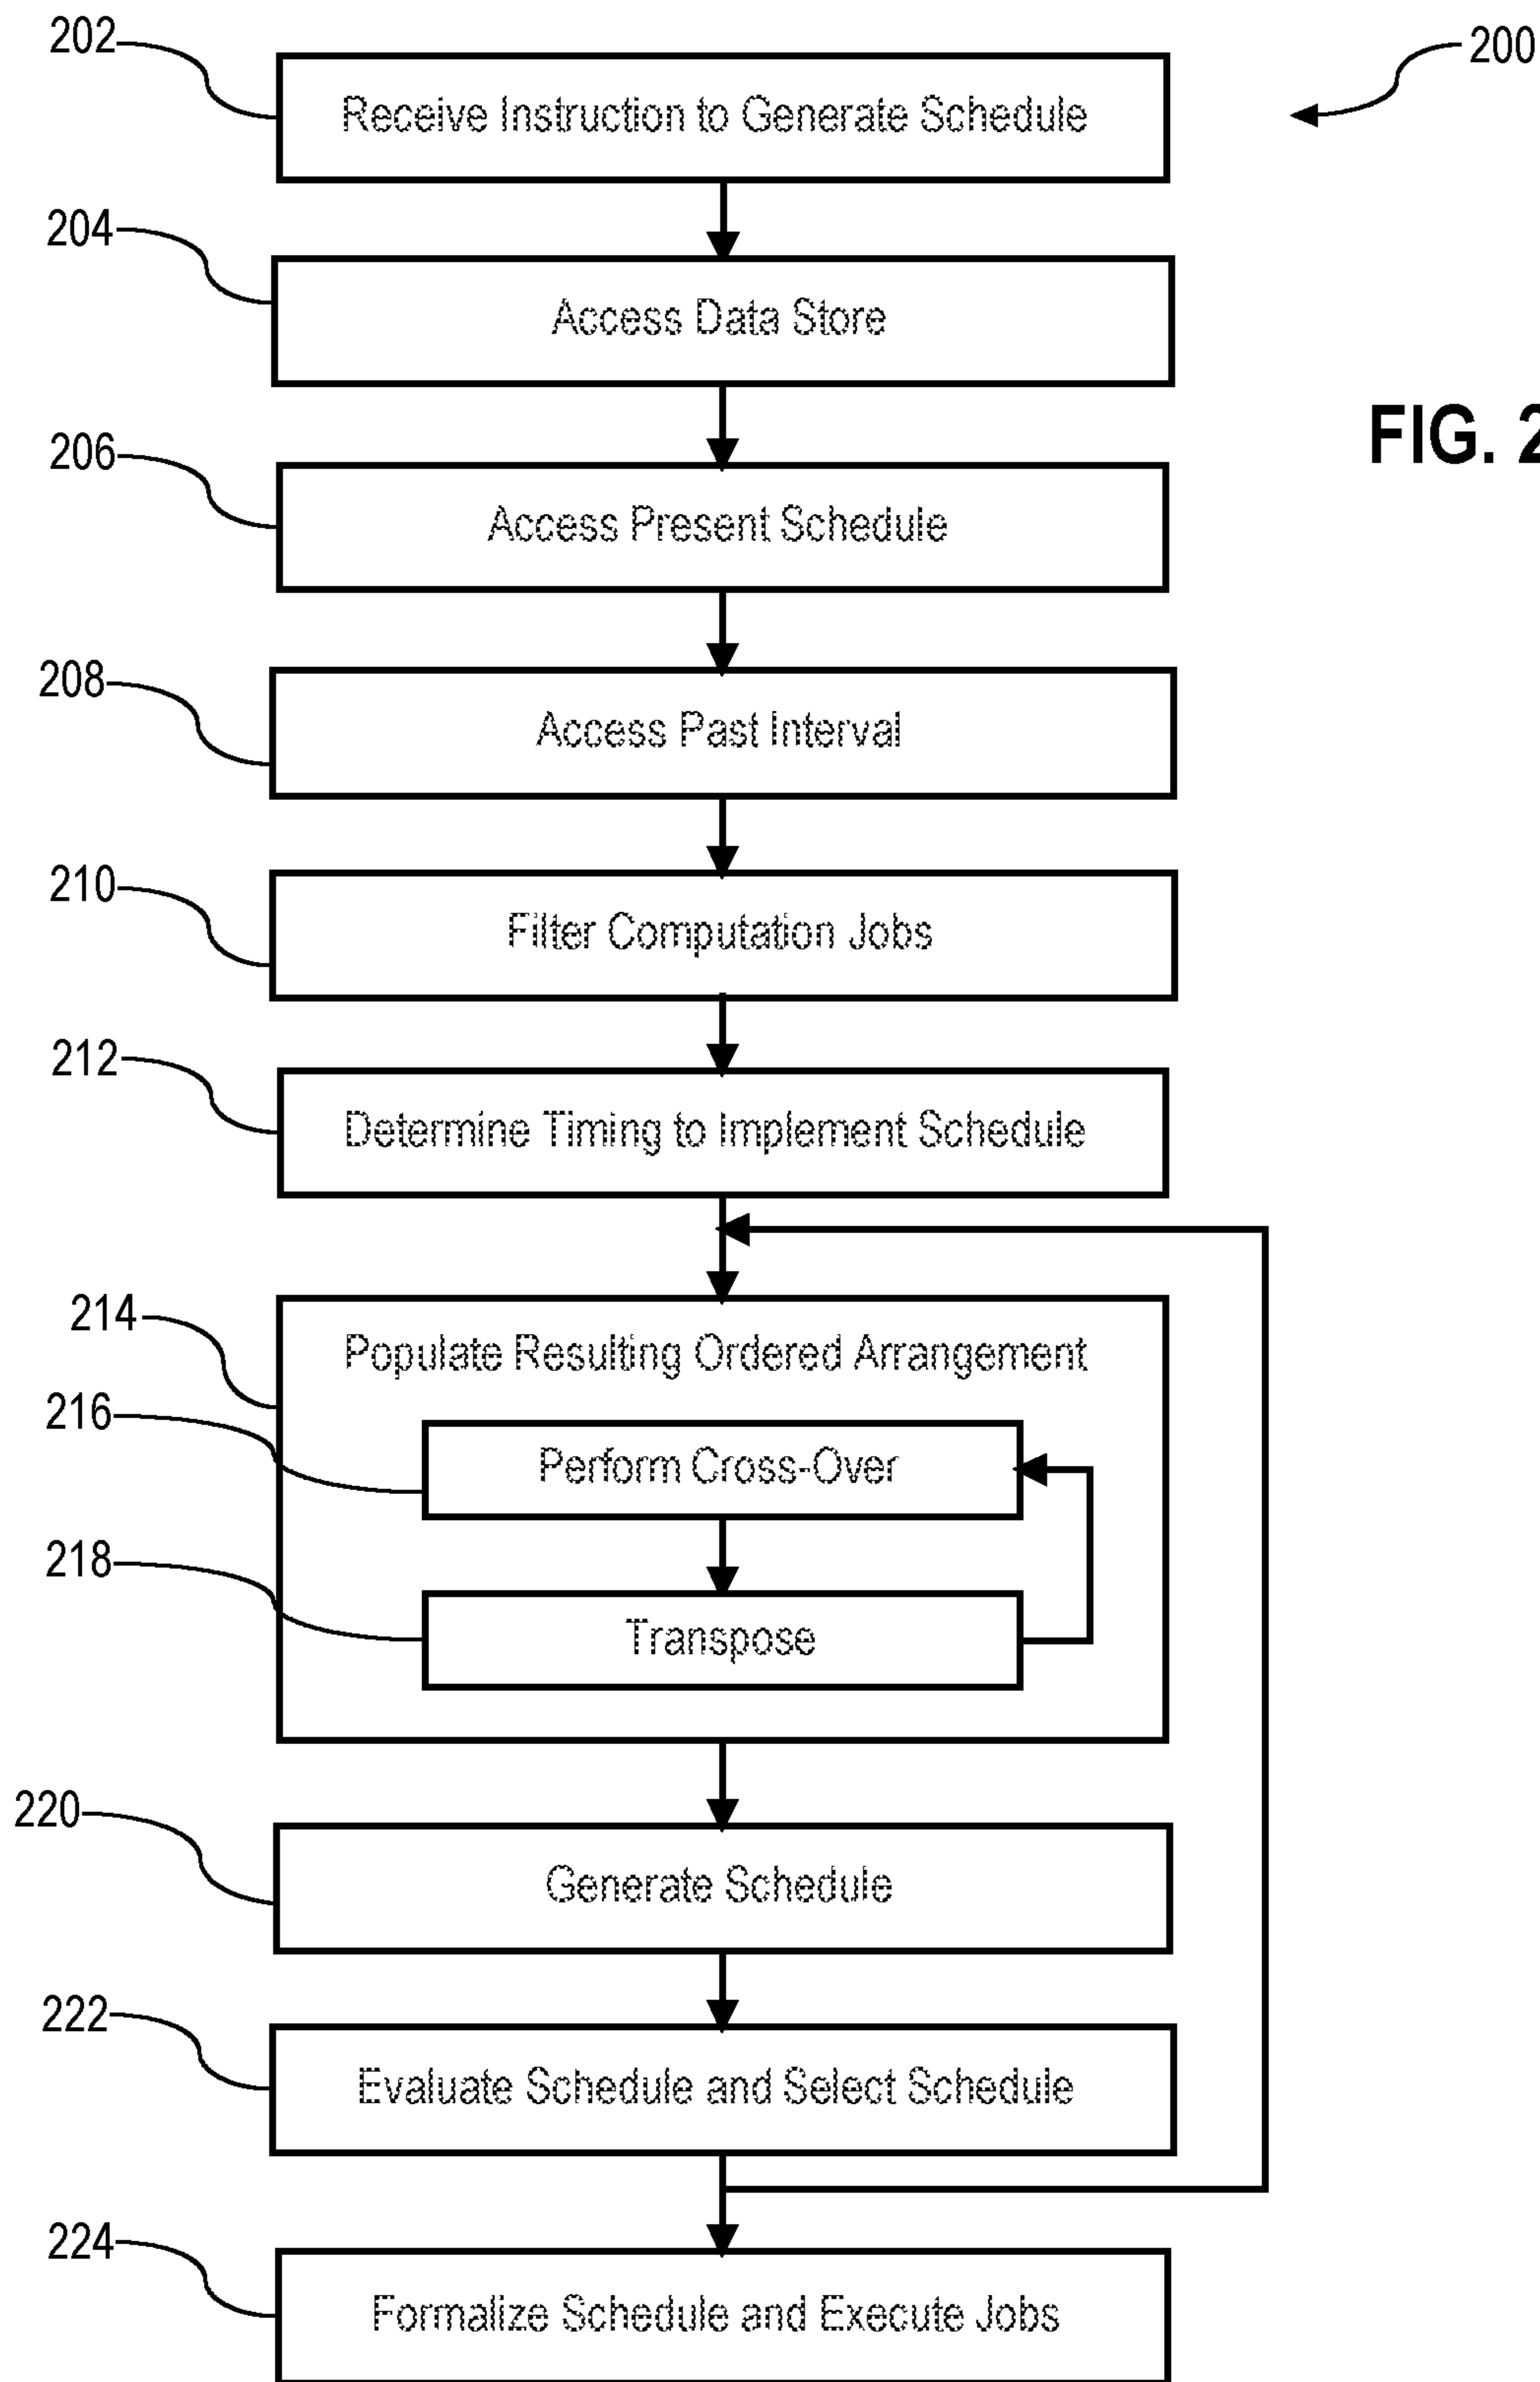 202
Receive Instruction to Generate Schedule
200
204
Access Data Store
FIG. 2
206
Access Present Schedule
208
Access Past Interval
210
Filter Computation Jobs
212
Determine Timing to Implement Schedule
214
Populate Resulting Ordered Arrangement
216
Perform Cross-Over
218
Transpose
220
Generate Schedule
222
Evaluate Schedule and Select Schedule
224
Formalize Schedule and Execute Jobs